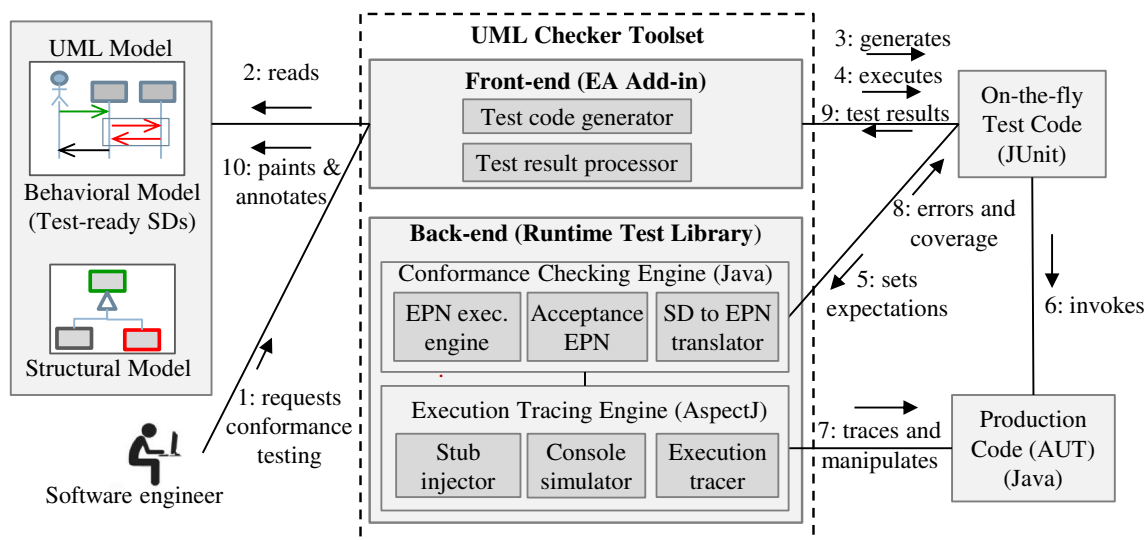 UML Model
Behavioral Model
(Test-ready SDs)
Structural Model
Software engineer
1: requests
conformance
testing
2: reads
10: paints &
annotates
UML Checker Toolset
Front-end (EA Add-in)
Test code generator
Test result processor
Back-end (Runtime Test Library)
Conformance Checking Engine (Java)
EPN exec.
engine
Acceptance
EPN
SD to EPN
translator
Execution Tracing Engine (AspectJ)
Stub
injector
Console
simulator
Execution
tracer
3: generates
4: executes
9: test results
On-the-fly
Test Code
(JUnit)
8: errors and
coverage
5: sets
expectations
6: invokes
7: traces and
manipulates
Production
Code (AUT)
(Java)